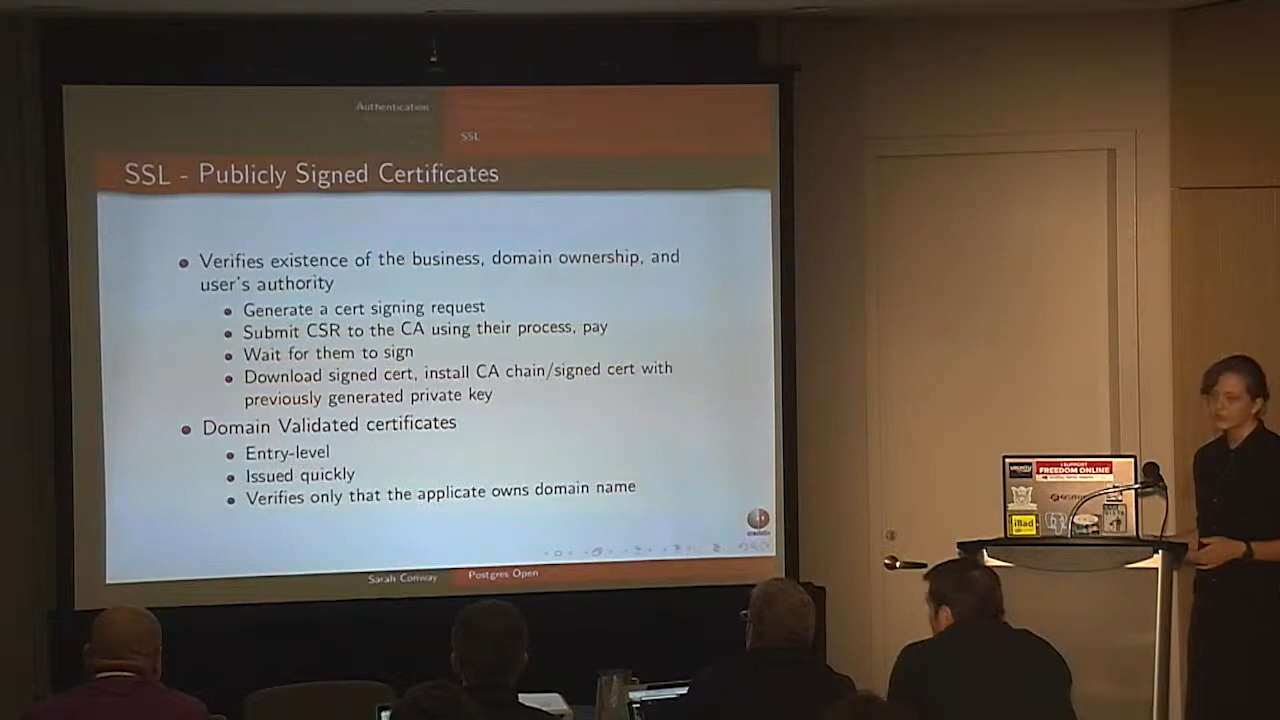 Authentication
SSL
SSL - Publicly Signed Certificates
Verifies existence of the business, domain ownership, and
user's authority
Generate a cert signing request
Submit CSR to the CA using their process, pay
Wait for them to sign
Download signed cert, install CA chain/signed cert with
previously generated private key
Domain Validated certificates
Entry-level
Issued quickly
Verifies only that the applicate owns domain name
Sarah Conway
Postgres Open
I SUPPORT
FREEDOM ONLINE
iBad